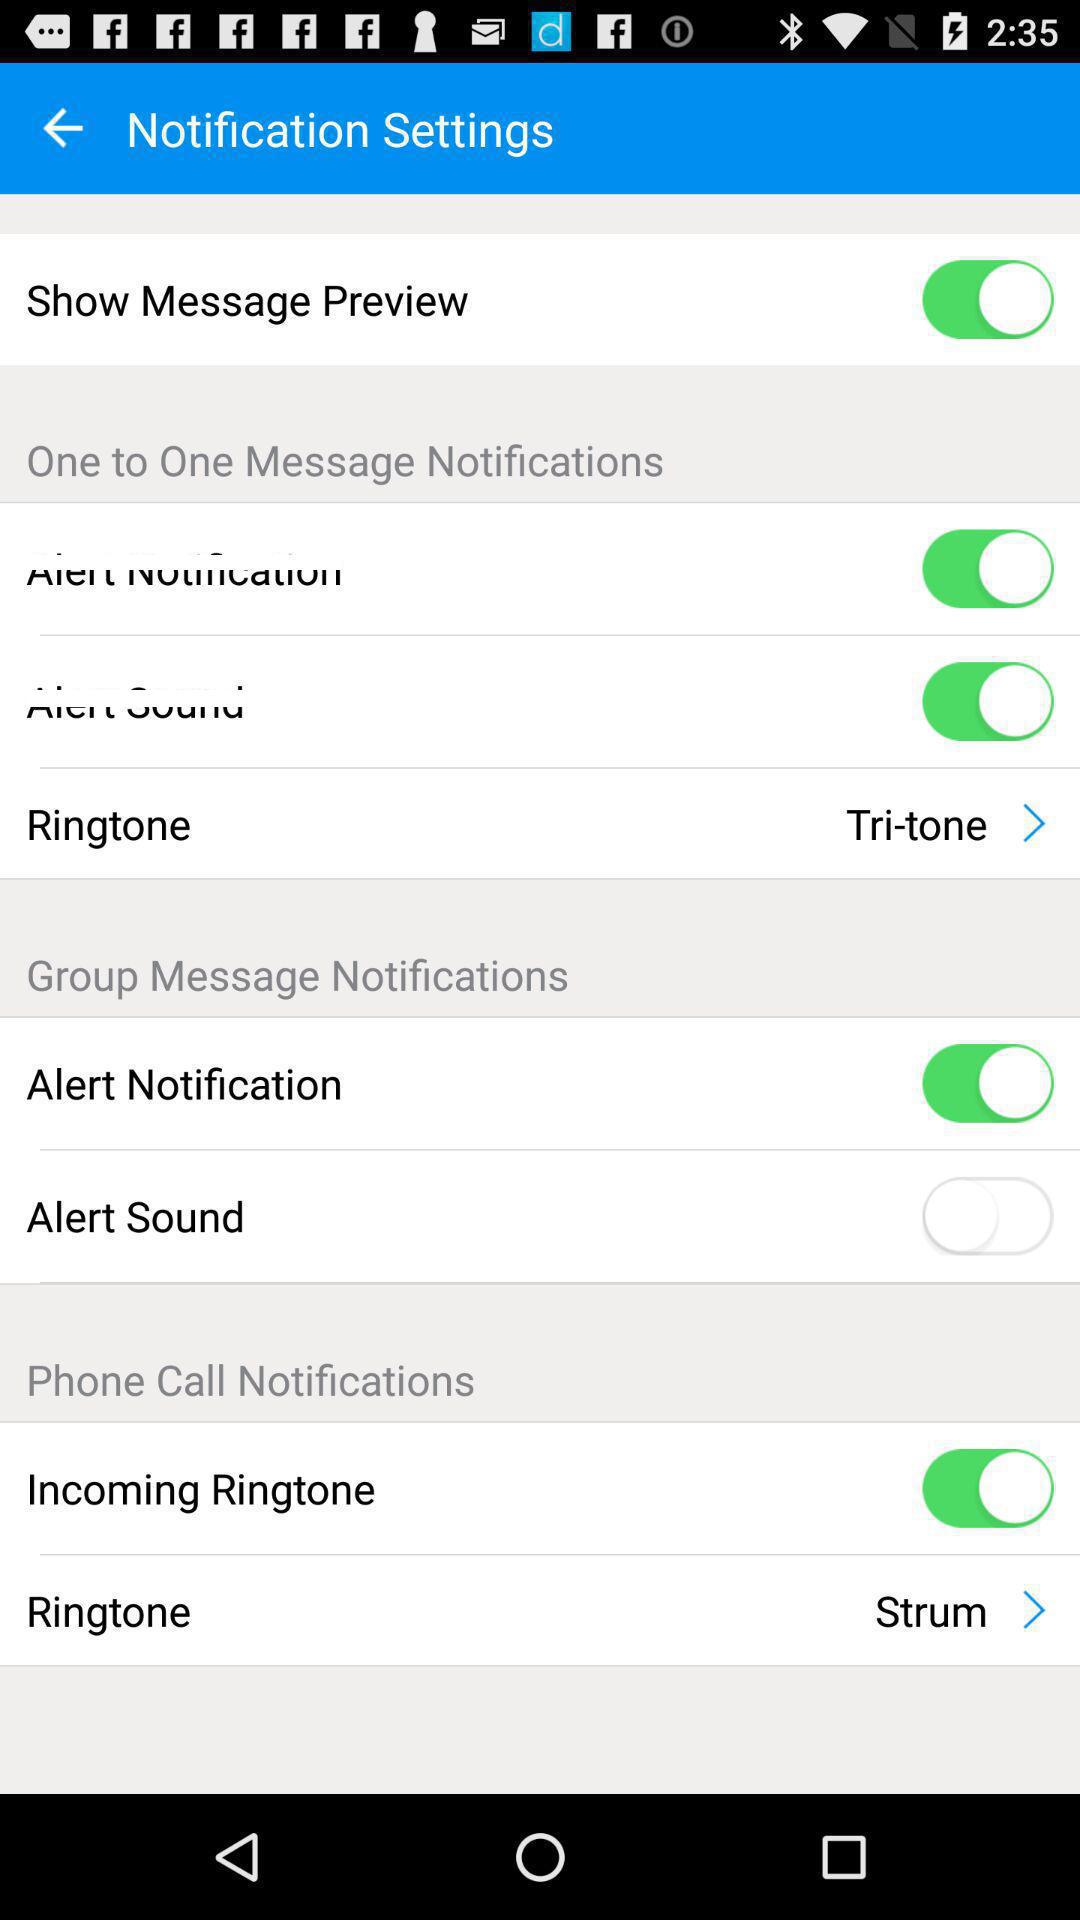 2:35
Notification Settings
Show Message Preview
One to One Message Notifications
Alert Notification
Alert Sound
Ringtone
Tri-tone
Group Message Notifications
Alert Notification
Alert Sound
Phone Call Notifications
Incoming Ringtone
Ringtone
Strum